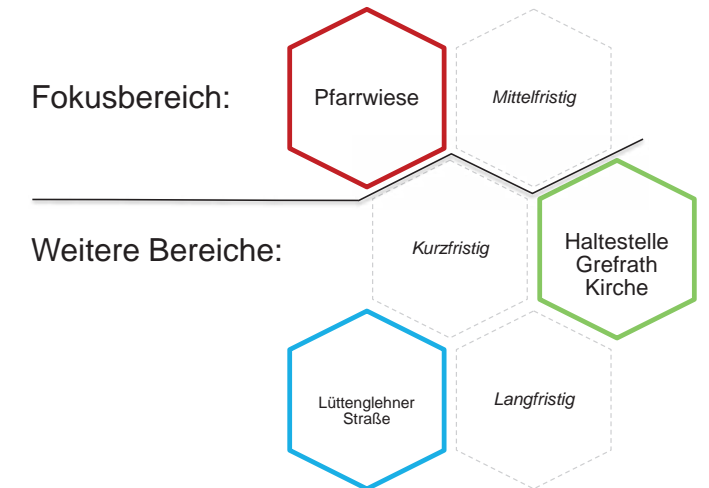 Fokusbereich:
Pfarrwiese
Mittelfristig
Weitere Bereiche:
Kurzfristig
Haltestelle
Grefrath
Kirche
Lüttenglehner
Straße
Langfristig